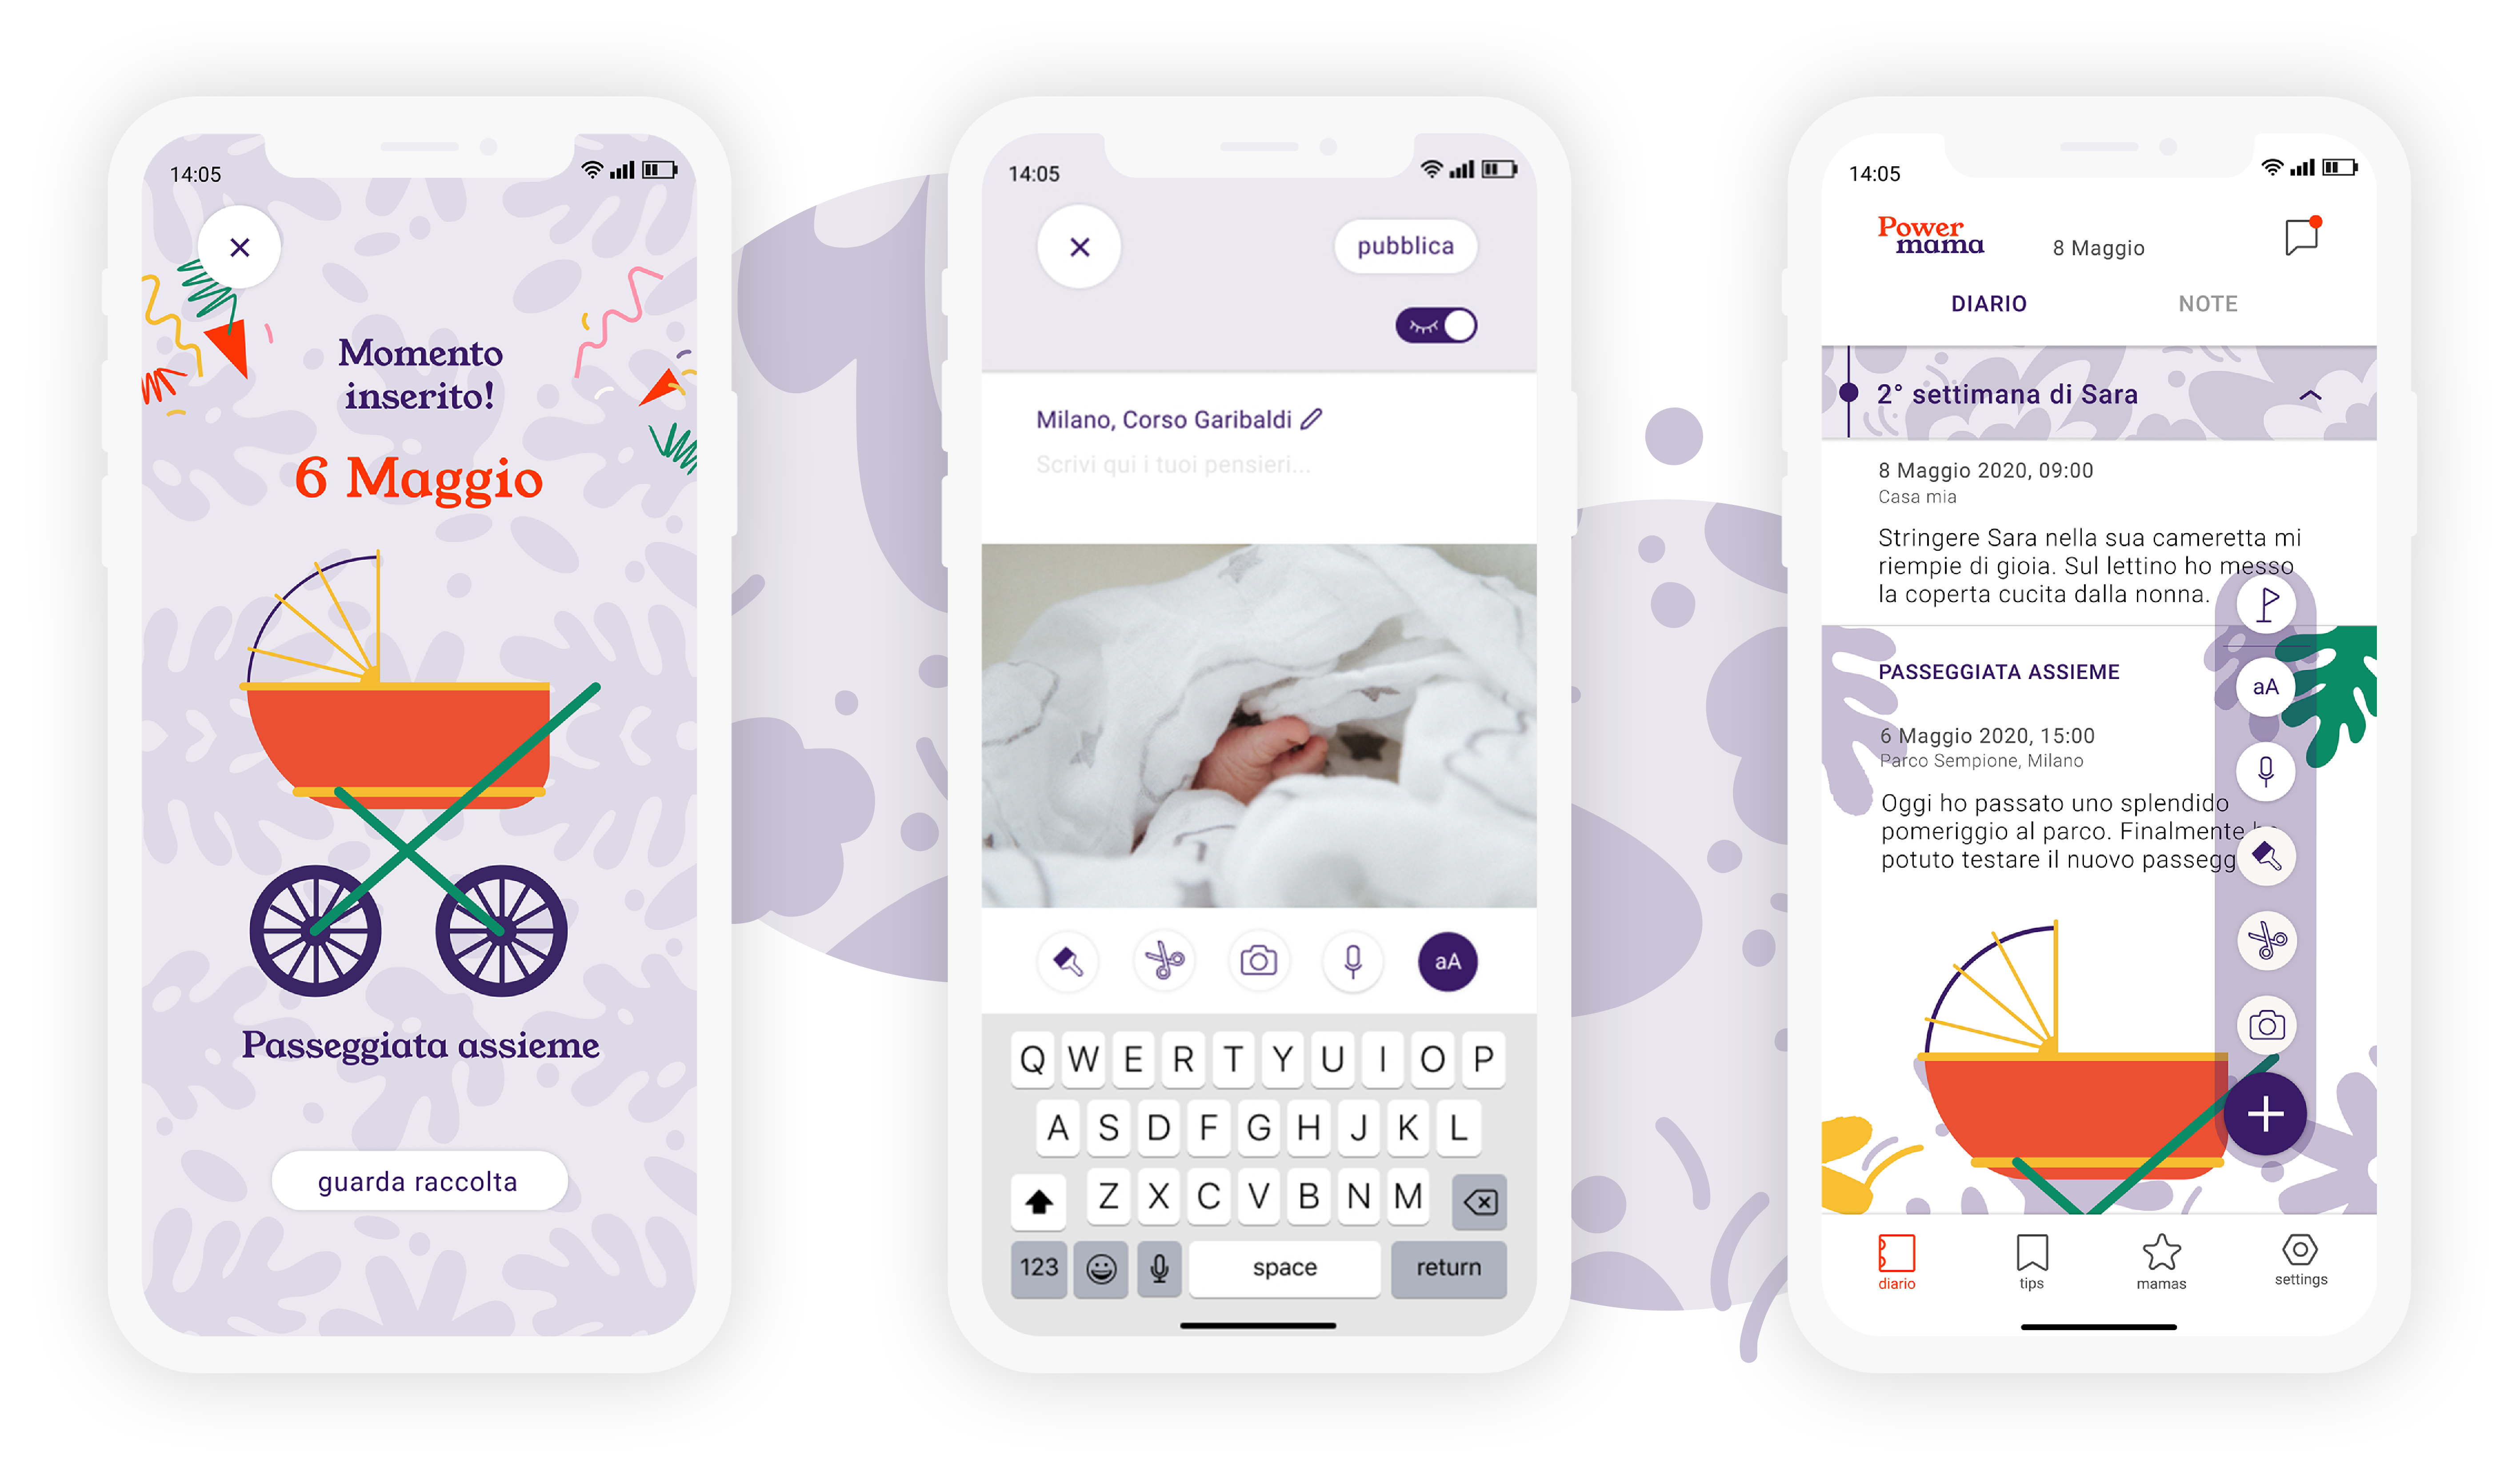 14:05
Momento
inserito!
6 Maggio
Passeggiata assieme
guarda raccolta
14:05
pubblica
Milano, Corso Garibaldi
Scrivi qui i tuoi pensieri...
aA
Q W E R T Y U I O P
A S D F G H J K L
Z X C V B N M
123 space return
14:05
Power
mama
8 Maggio
DIARIO NOTE
2° settimana di Sara
8 Maggio 2020, 09:00
Casa mia
Stringere Sara nella sua cameretta mi
riempie di gioia. Sul lettino ho messo
la coperta cucita dalla nonna.
PASSEGGIATA ASSIEME
aA
6 Maggio 2020, 15:00
Parco Sempione, Milano
Oggi ho passato uno splendido
pomeriggio al parco. Finalmente
potuto testare il nuovo passegg
diario tips mamas settings